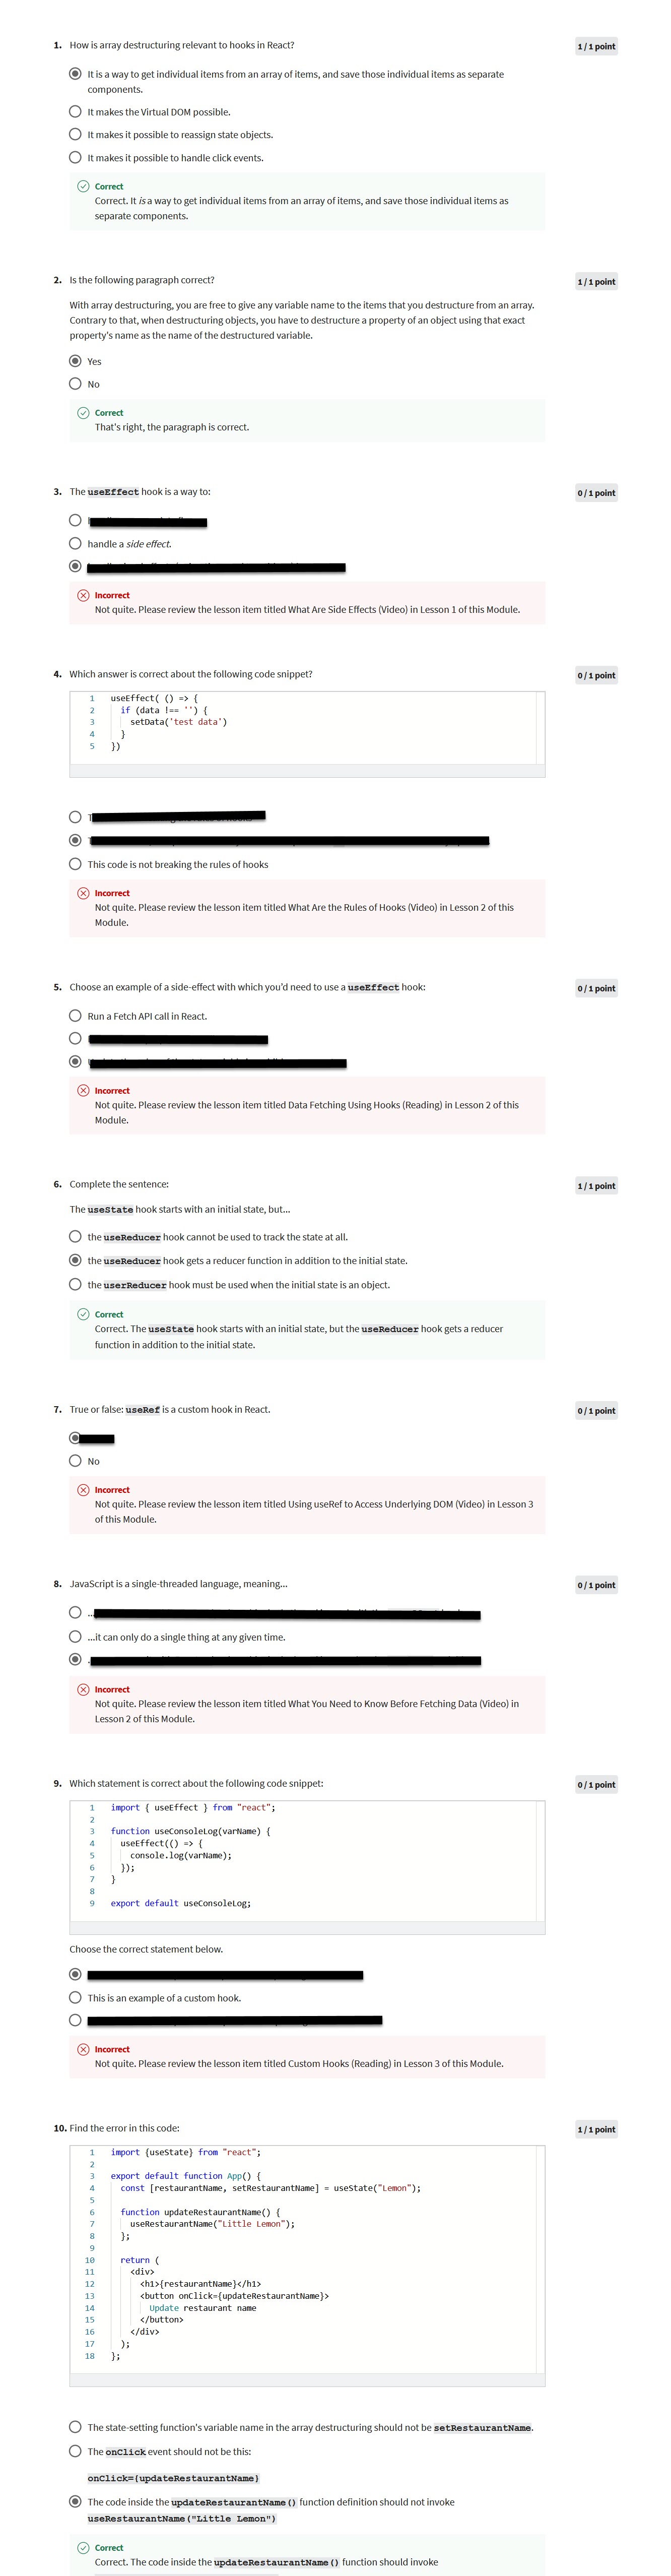 1. How is array destructuring relevant to hooks in React?
1 / 1 point
It is a way to get individual items from an array of items, and save those individual items as separate
components.
It makes the Virtual DOM possible.
It makes it possible to reassign state objects.
It makes it possible to handle click events.
Correct
Correct. It is a way to get individual items from an array of items, and save those individual items as
separate components.
2. Is the following paragraph correct?
1 / 1 point
With array destructuring, you are free to give any variable name to the items that you destructure from an array.
Contrary to that, when destructuring objects, you have to destructure a property of an object using that exact
property's name as the name of the destructured variable.
Yes
No
Correct
That's right, the paragraph is correct.
3. The useEffect hook is a way to:
0 / 1 point
handle a side effect.
Incorrect
Not quite. Please review the lesson item titled What Are Side Effects (Video) in Lesson 1 of this Module.
4. Which answer is correct about the following code snippet?
0 / 1 point
1 useEffect( () => {
2 if (data !== '') {
3 setData('test data')
4 }
5 })
This code is not breaking the rules of hooks
Incorrect
Not quite. Please review the lesson item titled What Are the Rules of Hooks (Video) in Lesson 2 of this
Module.
5. Choose an example of a side-effect with which you'd need to use a useEffect hook:
0 / 1 point
Run a Fetch API call in React.
Incorrect
Not quite. Please review the lesson item titled Data Fetching Using Hooks (Reading) in Lesson 2 of this
Module.
6. Complete the sentence:
1 / 1 point
The useState hook starts with an initial state, but...
the useReducer hook cannot be used to track the state at all.
the useReducer hook gets a reducer function in addition to the initial state.
the userReducer hook must be used when the initial state is an object.
Correct
Correct. The useState hook starts with an initial state, but the useReducer hook gets a reducer
function in addition to the initial state.
7. True or false: useRef is a custom hook in React.
0 / 1 point
No
Incorrect
Not quite. Please review the lesson item titled Using useRef to Access Underlying DOM (Video) in Lesson 3
of this Module.
8. JavaScript is a single-threaded language, meaning...
0 / 1 point
...
...it can only do a single thing at any given time.
Incorrect
Not quite. Please review the lesson item titled What You Need to Know Before Fetching Data (Video) in
Lesson 2 of this Module.
9. Which statement is correct about the following code snippet:
0 / 1 point
1 import { useEffect } from "react";
2
3 function useConsoleLog(varName) {
4 useEffect(() => {
5 console.log(varName);
6 });
7 }
8
9 export default useConsoleLog;
Choose the correct statement below.
This is an example of a custom hook.
Incorrect
Not quite. Please review the lesson item titled Custom Hooks (Reading) in Lesson 3 of this Module.
10. Find the error in this code:
1 / 1 point
1 import {useState} from "react";
2
3 export default function App() {
4 const [restaurantName, setRestaurantName] = useState("Lemon");
5
6 function updateRestaurantName() {
7 useRestaurantName("Little Lemon");
8 };
9
10 return (
11 <div>
12 <h1>{restaurantName}</h1>
13 <button onClick={updateRestaurantName}>
14 Update restaurant name
15 </button>
16 </div>
17 );
18 };
The state-setting function's variable name in the array destructuring should not be setRestaurantName.
The onClick event should not be this:
onClick={updateRestaurantName}
The code inside the updateRestaurantName() function definition should not invoke
useRestaurantName("Little Lemon")
Correct
Correct. The code inside the updateRestaurantName() function should invoke